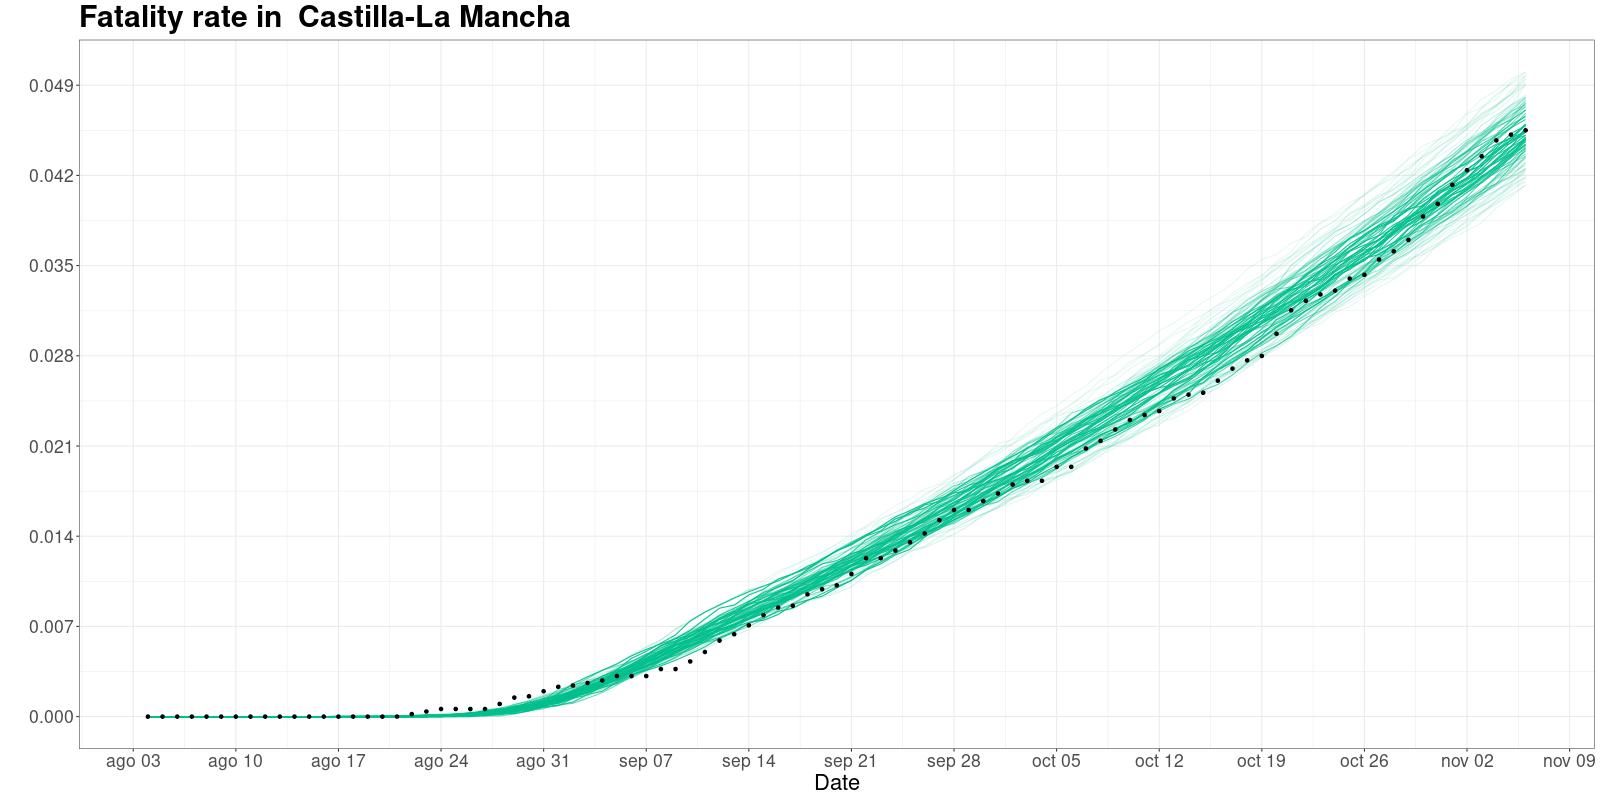 Fatality rate in  Castilla-La Mancha
0.049
0.042
0.035
0.028
0.021
0.014
0.007
0.000
ago 03 ago 10 ago 17 ago 24 ago 31 sep 07 sep 14 sep 21 sep 28 oct 05 oct 12 oct 19 oct 26 nov 02 nov 09
Date